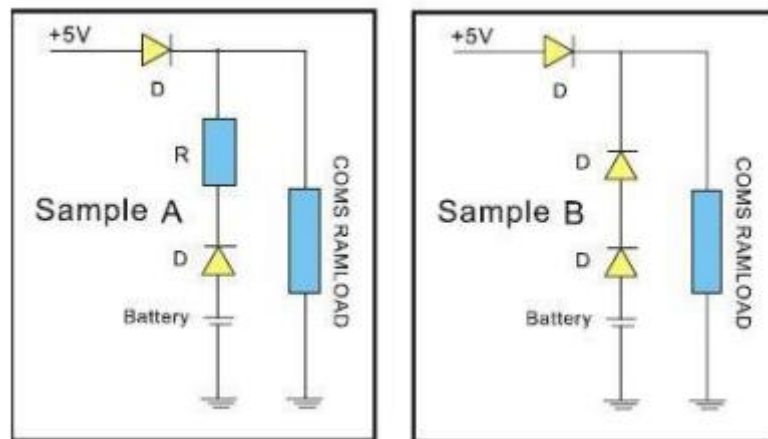 +5V
D
R
Sample A
D
Battery
COMS RAMLOAD
+5V
D
D
Sample B
D
Battery
COMS RAMLOAD